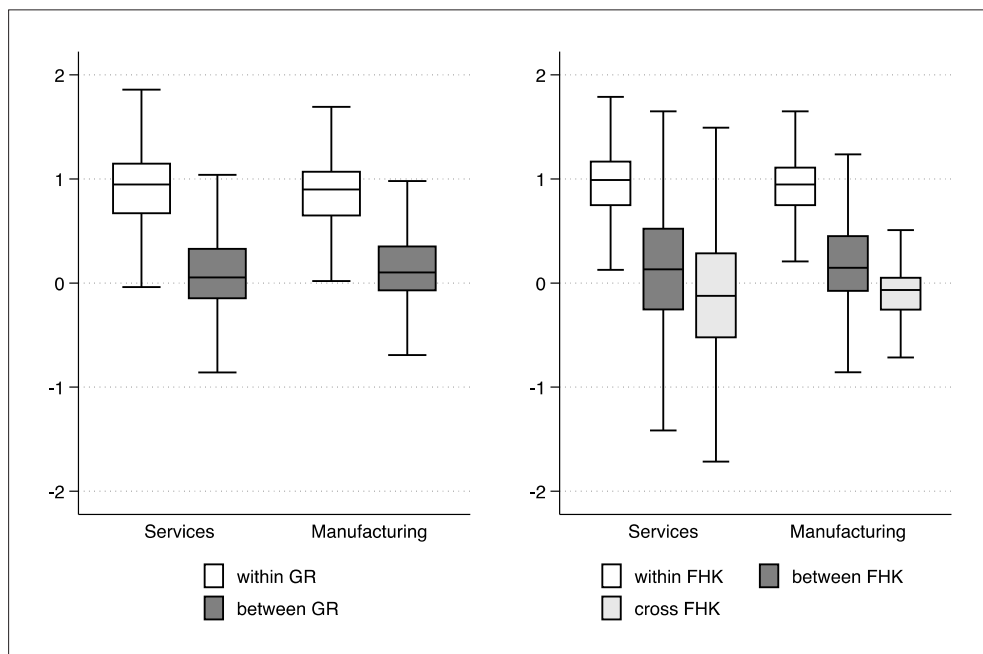 2
1
0
-1
-2
Services Manufacturing
within GR
between GR
2
1
0
-1
-2
Services Manufacturing
within FHK between FHK
cross FHK